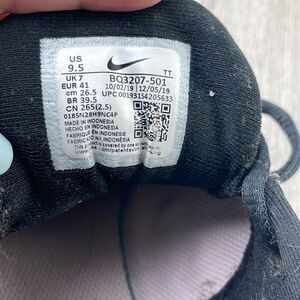 US
9.5
TT
UK 7
EUR 41
cm 26.5
BR 39.5
CN 265(2.5)
BQ3207-501
10/02/19 12/05/19
UPC 00193154205633
0185N28H9NC4P
MADE IN INDONESIA
HECHO EN INDONESIA
FABRIQUÉ EN INDONÉSIE
FABRICADO NA INDONÉSIA